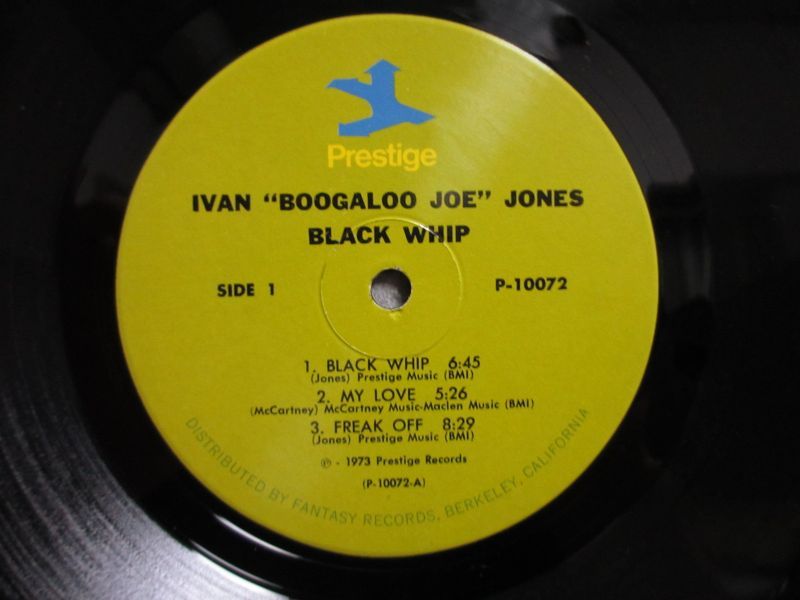 Prestige
IVAN "BOOGALOO JOE" JONES
BLACK WHIP
SIDE 1
P-10072
1. BLACK WHIP 6:45
(Jones) Prestige Music (BMI)
2. MY LOVE 5:26
(McCartney) McCartney Music-Maclen Music (BMI)
3. FREAK OFF 8:29
(Jones) Prestige Music (BMI)
℗ - 1973 Prestige Records
(P-10072-A)
DISTRIBUTED BY FANTASY RECORDS, BERKELEY, CALIFORNIA